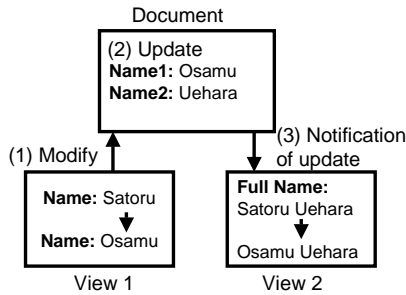 Document
(2) Update
Name1: Osamu
Name2: Uehara
(1) Modify
(3) Notification
of update
Name: Satoru
Name: Osamu
View 1
Full Name:
Satoru Uehara
Osamu Uehara
View 2